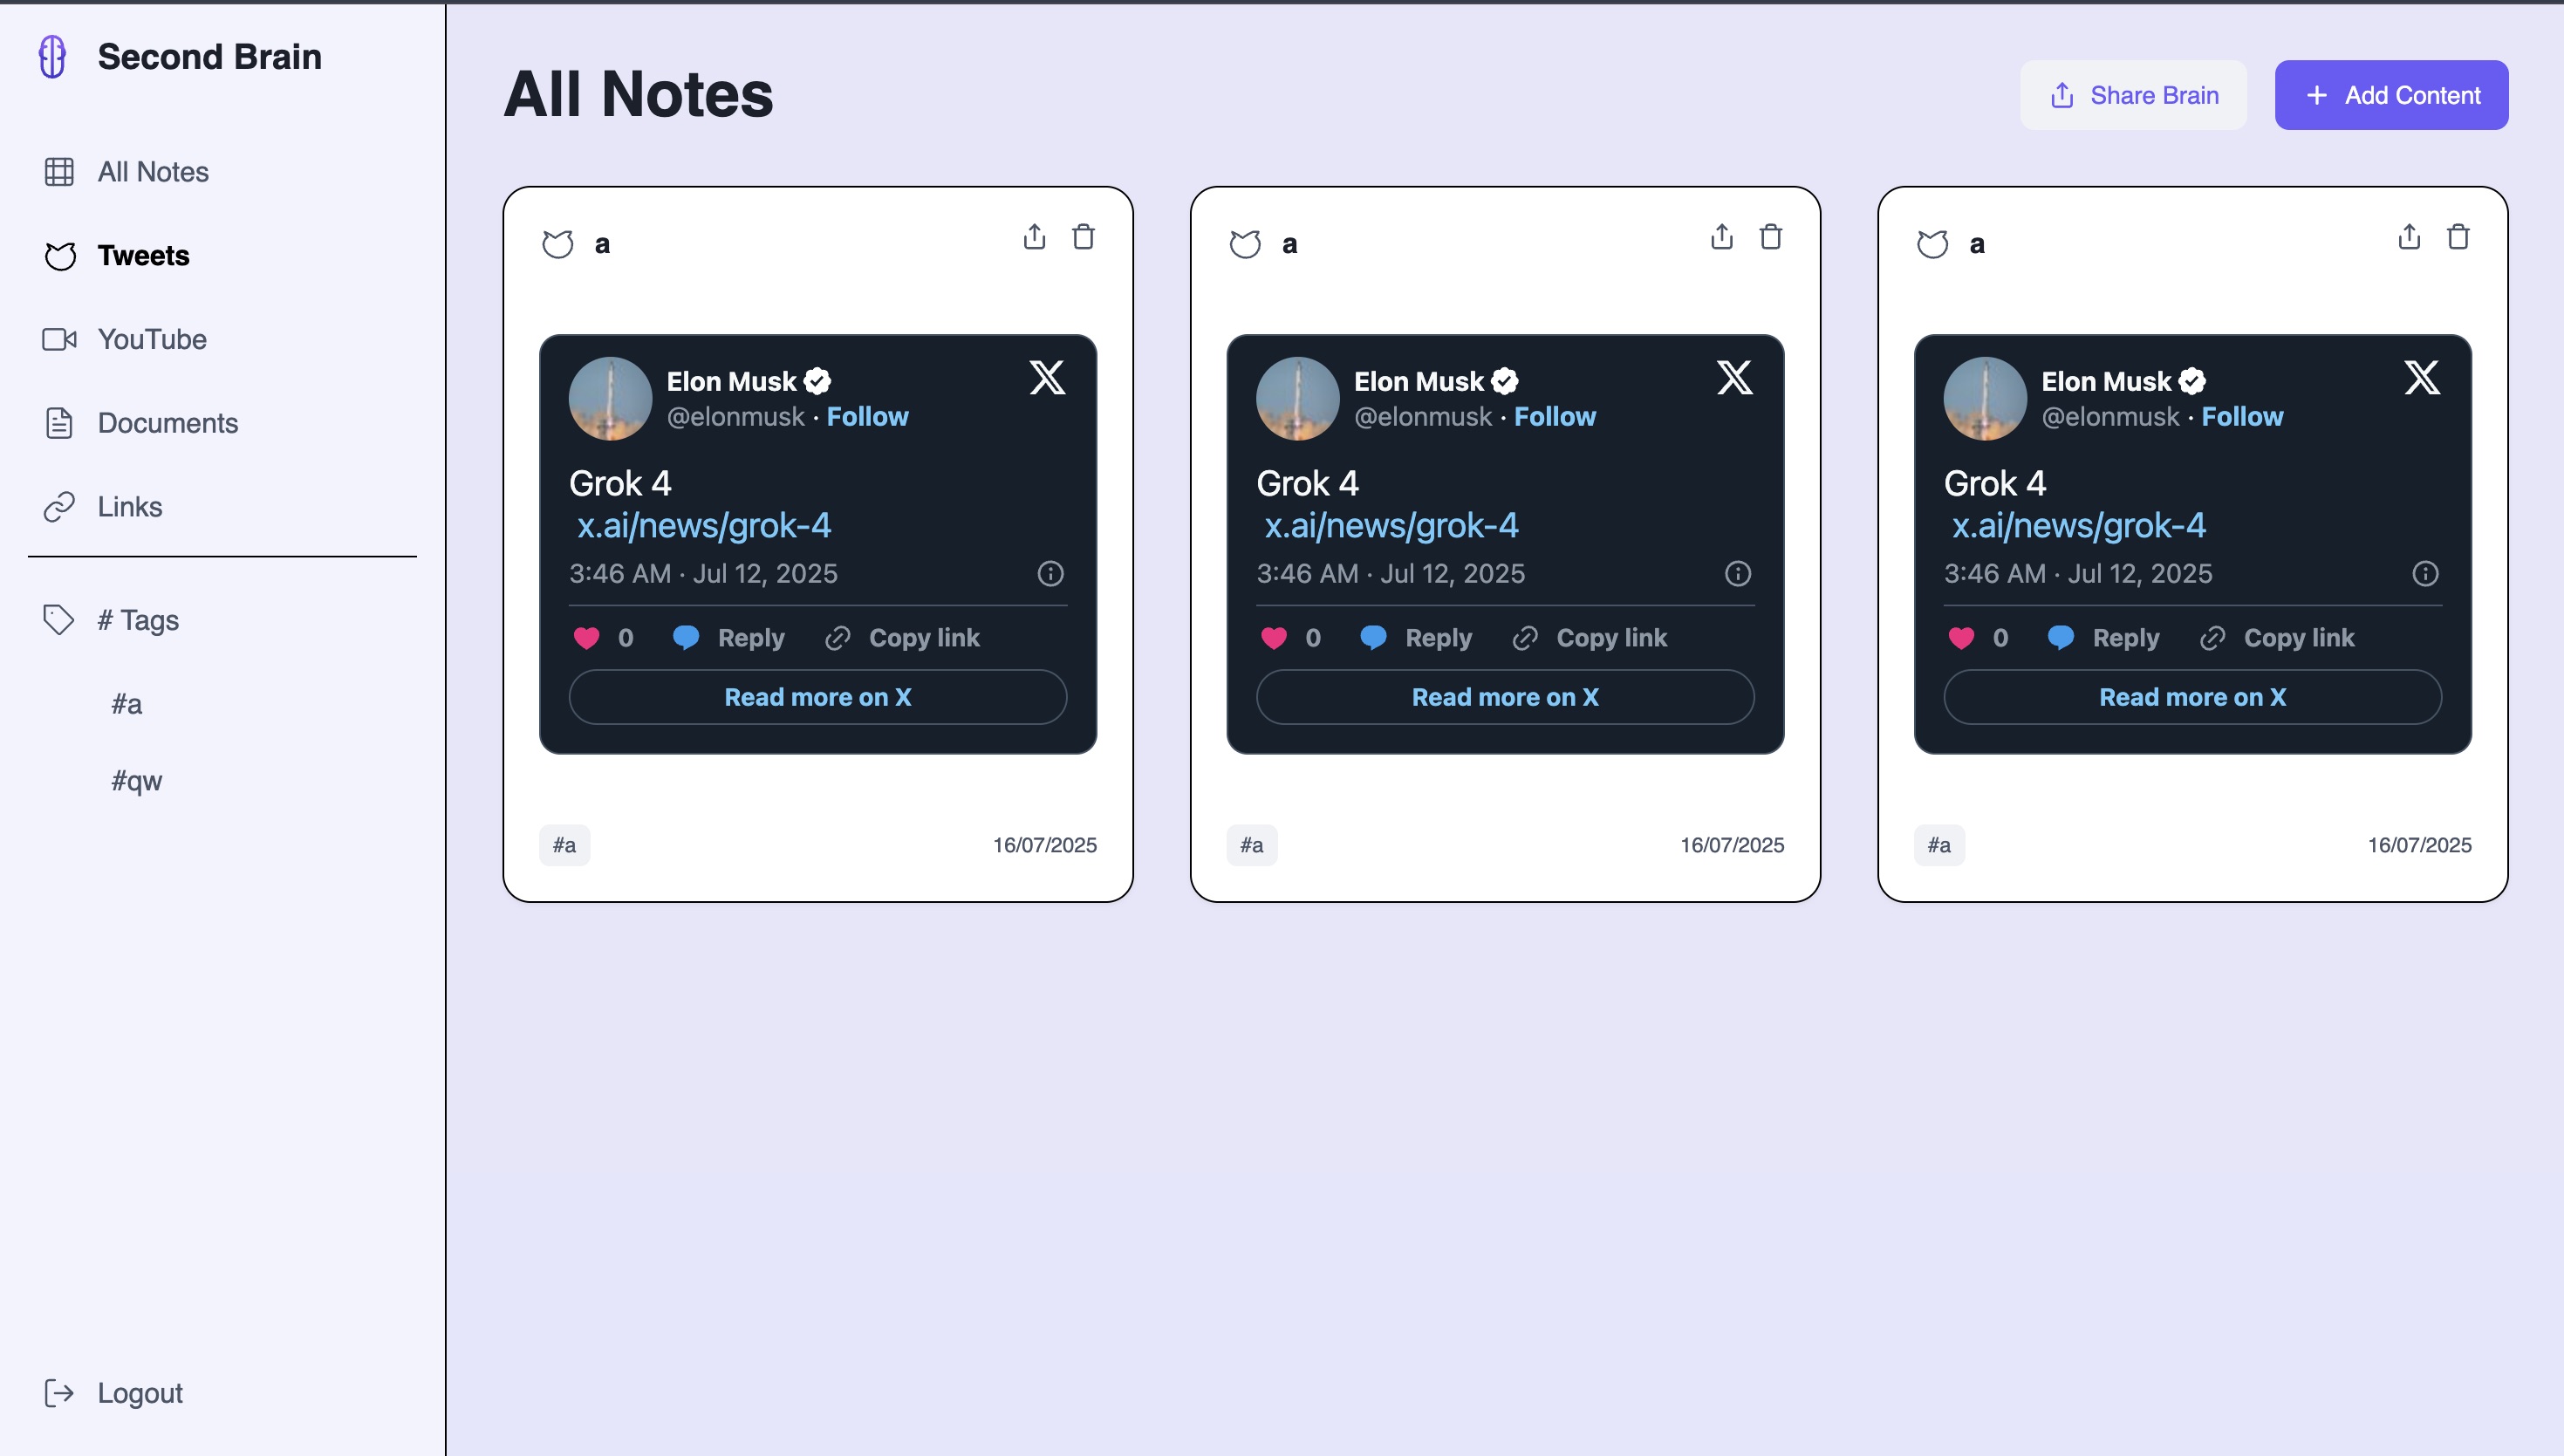 Second Brain
All Notes
Tweets
YouTube
Documents
Links
# Tags
#a
#qw
Logout
All Notes
Share Brain
+ Add Content
a
Elon Musk
@elonmusk · Follow
Grok 4
x.ai/news/grok-4
3:46 AM · Jul 12, 2025
0 Reply Copy link
Read more on X
#a 16/07/2025
a
Elon Musk
@elonmusk · Follow
Grok 4
x.ai/news/grok-4
3:46 AM · Jul 12, 2025
0 Reply Copy link
Read more on X
#a 16/07/2025
a
Elon Musk
@elonmusk · Follow
Grok 4
x.ai/news/grok-4
3:46 AM · Jul 12, 2025
0 Reply Copy link
Read more on X
#a 16/07/2025